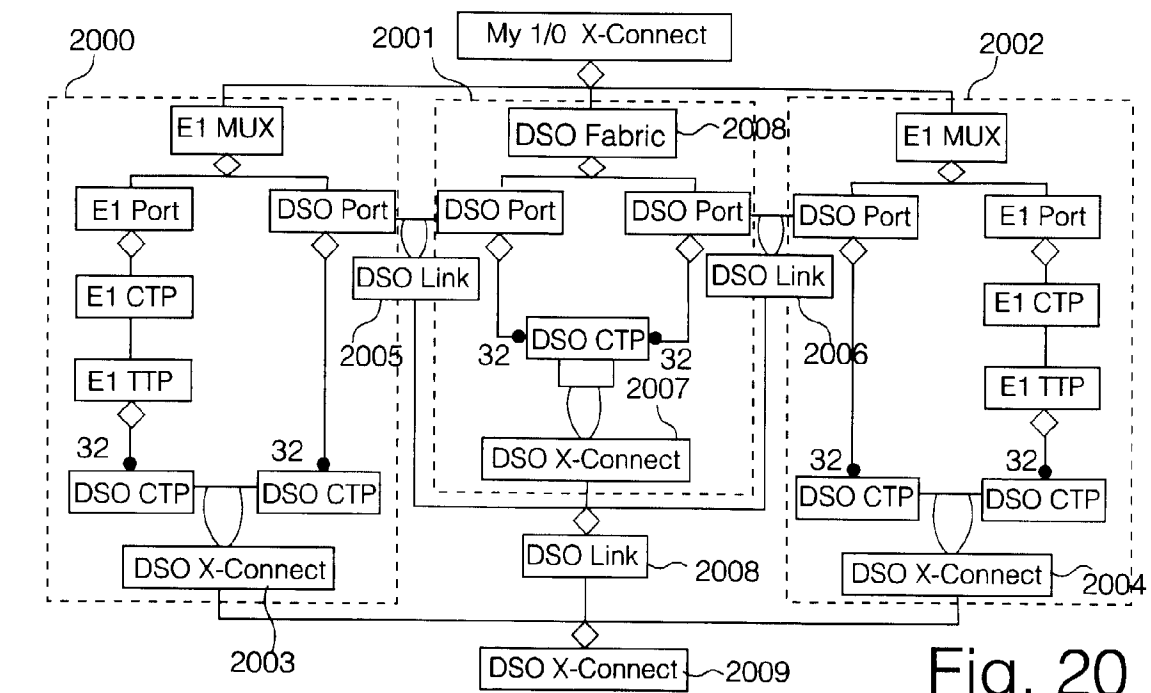 My 1/0 X-Connect
2000
2001
2002
E1 MUX
DSO Fabric
2008
E1 MUX
E1 Port
DSO Port
DSO Port
DSO Port
DSO Port
E1 Port
E1 CTP
DSO Link
DSO Link
E1 CTP
2005
32
DSO CTP
32
2006
E1 TTP
2007
E1 TTP
32
32
DSO X-Connect
32
32
DSO CTP
DSO CTP
DSO CTP
DSO CTP
DSO X-Connect
DSO Link
2008
DSO X-Connect
2004
2003
DSO X-Connect
2009
Fig. 20